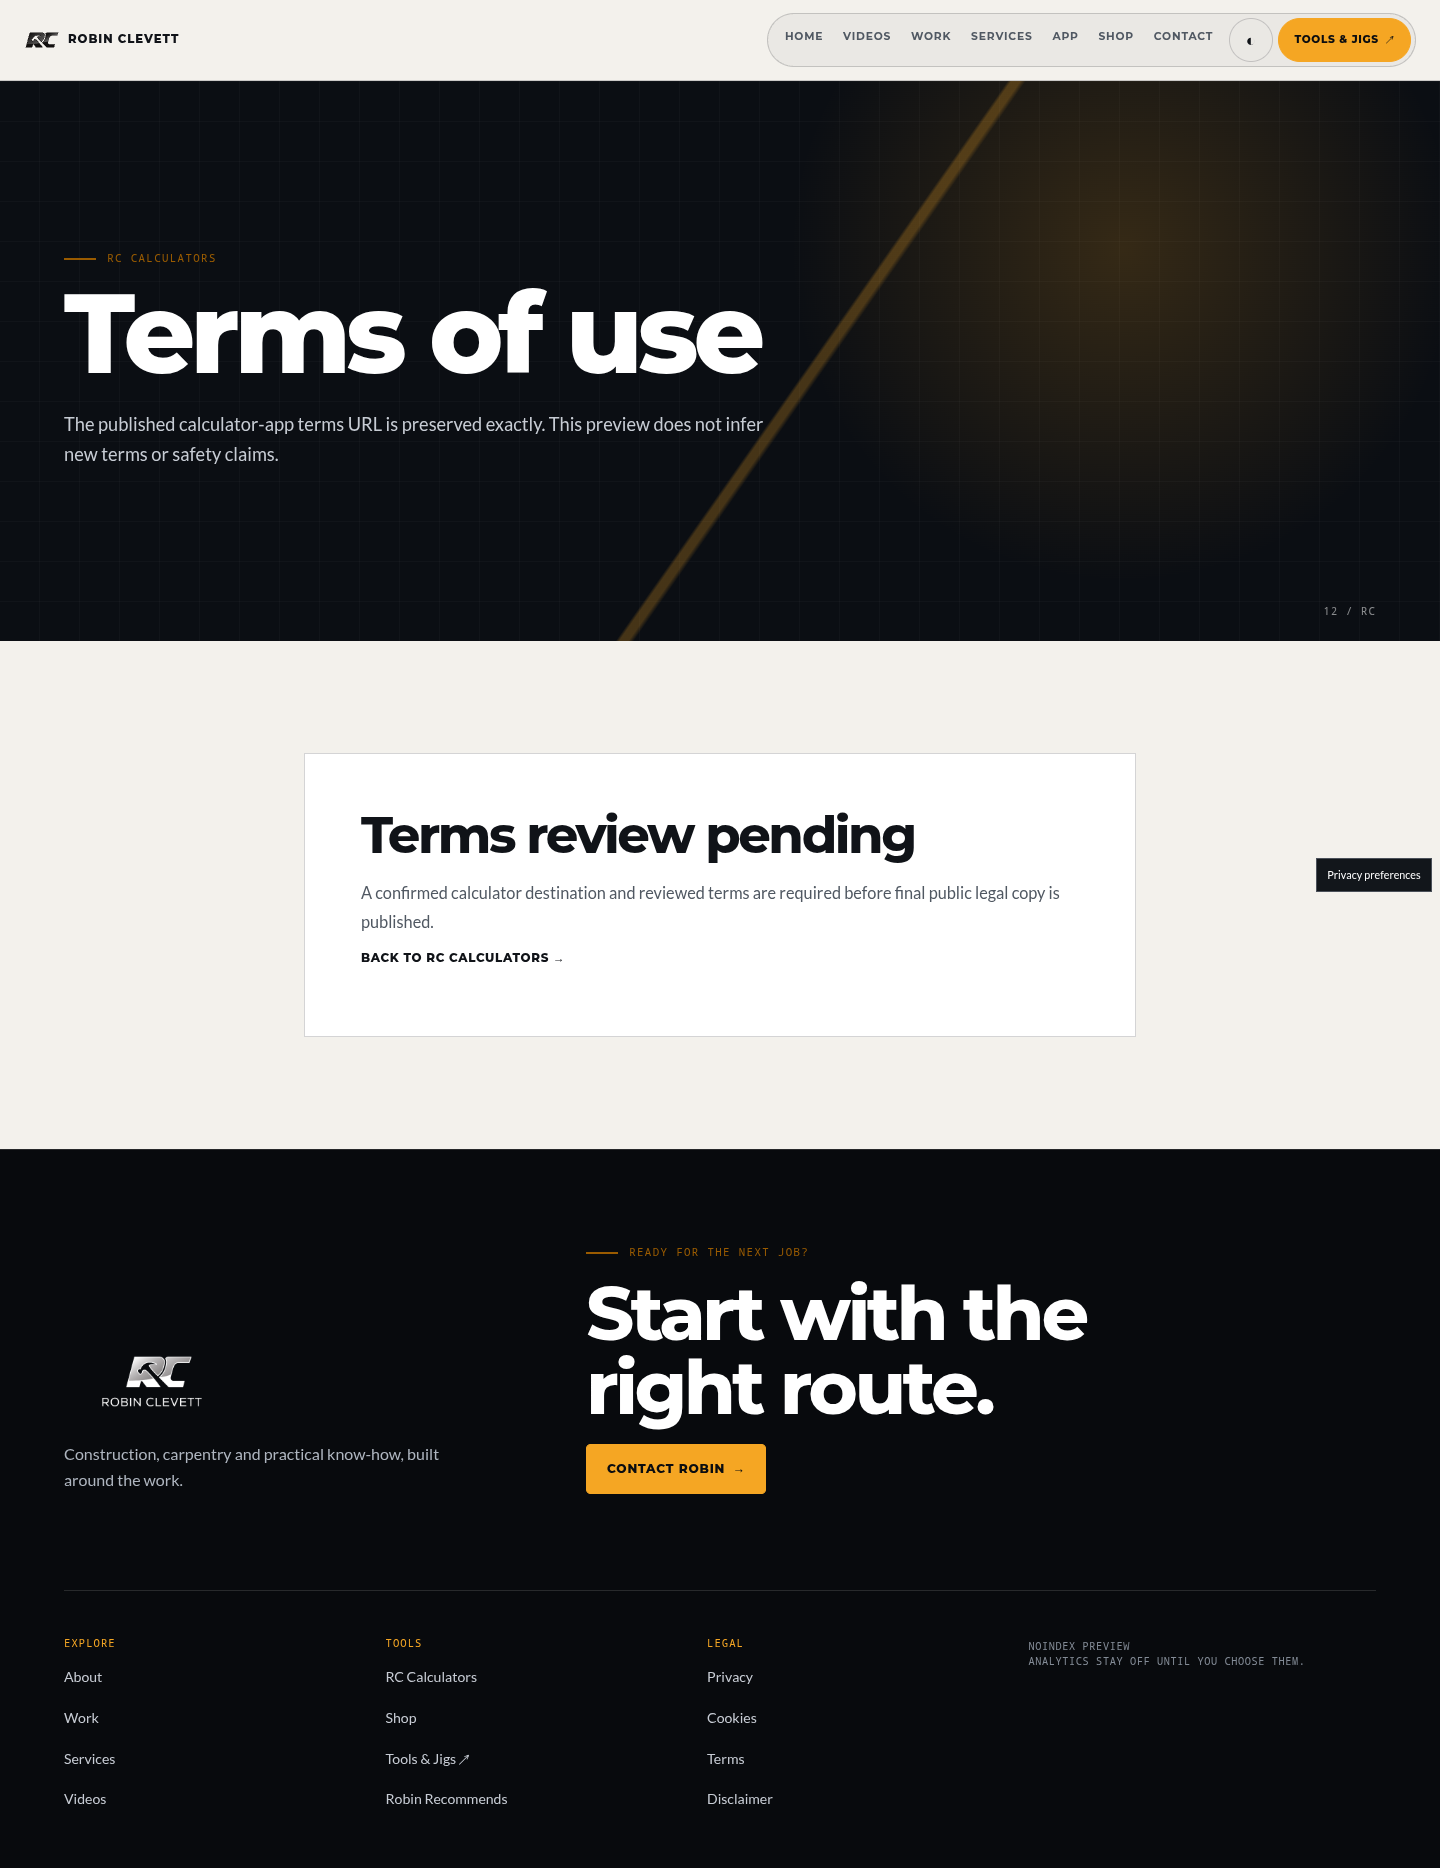 RC ROBIN CLEVETT
HOME VIDEOS WORK SERVICES APP SHOP CONTACT TOOLS & JIGS ↗
RC CALCULATORS
Terms of use
The published calculator-app terms URL is preserved exactly. This preview does not infer
new terms or safety claims.
12 / RC
Terms review pending
A confirmed calculator destination and reviewed terms are required before final public legal copy is
published.
BACK TO RC CALCULATORS →
Privacy preferences
READY FOR THE NEXT JOB?
Start with the
right route.
CONTACT ROBIN →
RC
ROBIN CLEVETT
Construction, carpentry and practical know-how, built
around the work.
EXPLORE
About
Work
Services
Videos
TOOLS
RC Calculators
Shop
Tools & Jigs ↗
Robin Recommends
LEGAL
Privacy
Cookies
Terms
Disclaimer
NOINDEX PREVIEW
ANALYTICS STAY OFF UNTIL YOU CHOOSE THEM.